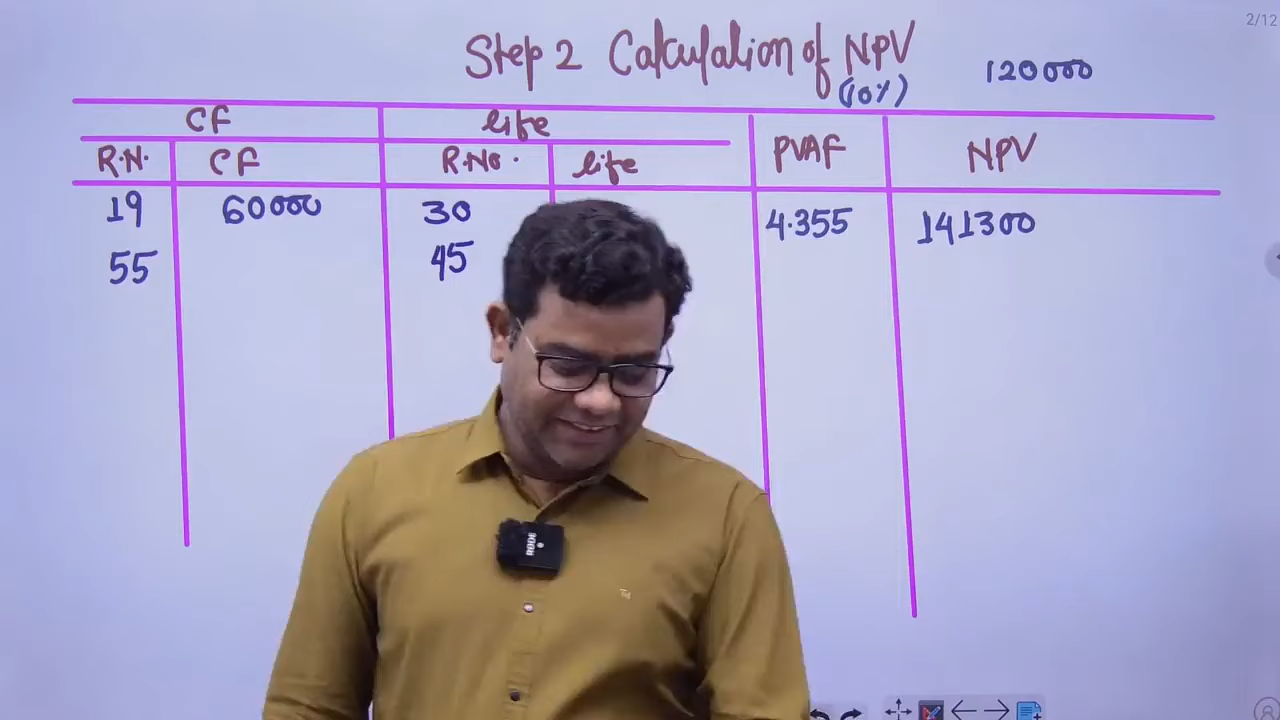 2/12
Step 2 Calculation of NPV
(10%)
120000
CF
life
PVAF
NPV
R.N.
CF
R.No.
life
19
60000
30
4.355
141300
55
45
RODE